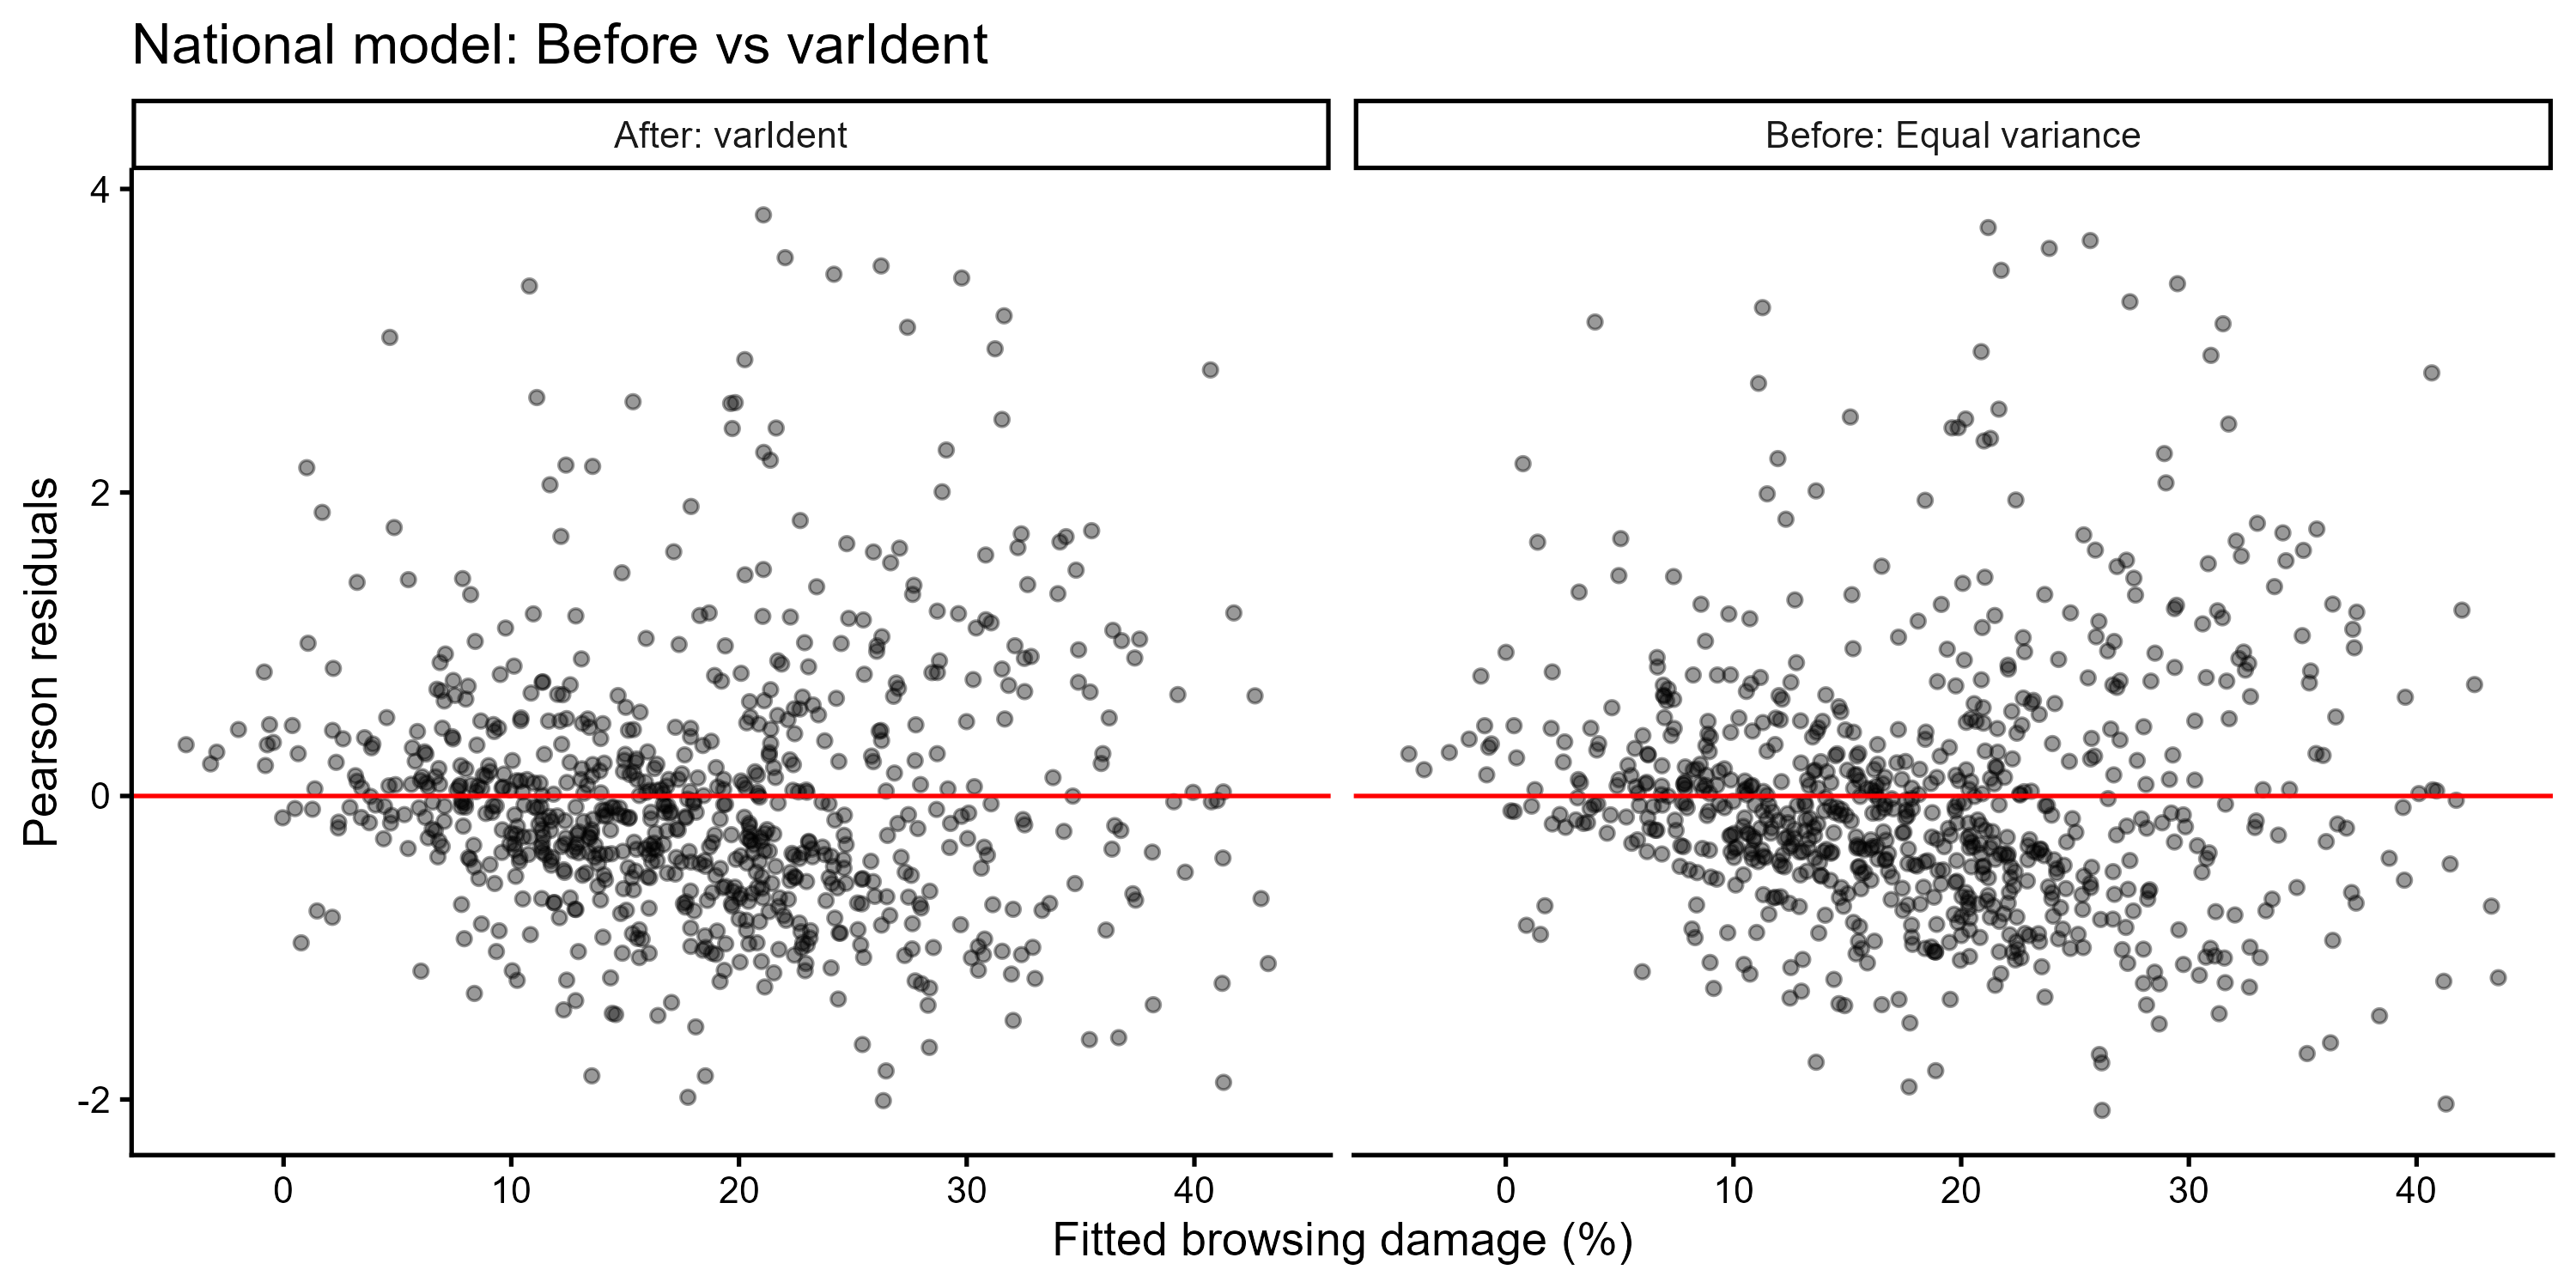 National model: Before vs varIdent
After: varIdent
Before: Equal variance
Pearson residuals
4
2
0
-2
0 10 20 30 40
0 10 20 30 40
Fitted browsing damage (%)